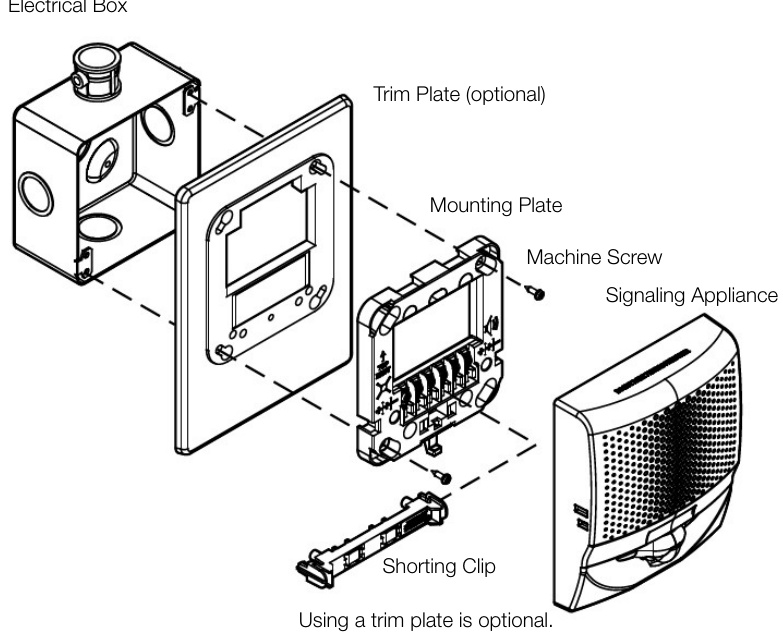 Electrical Box
Trim Plate (optional)
Mounting Plate
Machine Screw
Signaling Appliance
Shorting Clip
Using a trim plate is optional.